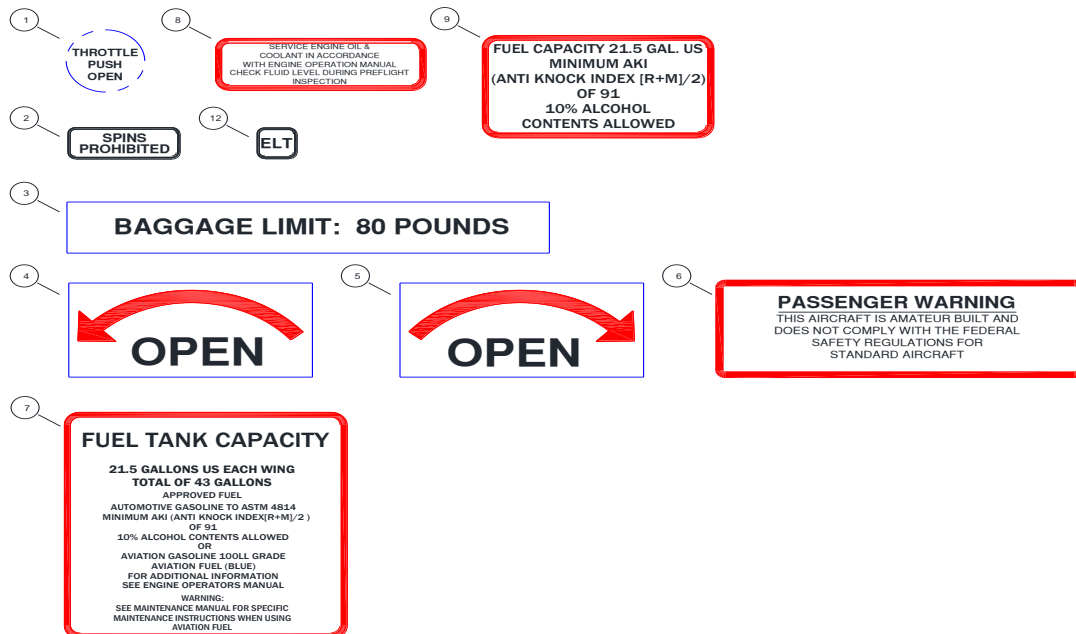 1
THROTTLE
PUSH
OPEN
8
SERVICE ENGINE OIL &
COOLANT IN ACCORDANCE
WITH ENGINE OPERATION MANUAL
CHECK FLUID LEVEL DURING PREFLIGHT
INSPECTION
9
FUEL CAPACITY 21.5 GAL. US
MINIMUM AKI
(ANTI KNOCK INDEX [R+M]/2)
OF 91
10% ALCOHOL
CONTENTS ALLOWED
2
SPINS
PROHIBITED
12
ELT
3
BAGGAGE LIMIT: 80 POUNDS
4
OPEN
5
OPEN
6
PASSENGER WARNING
THIS AIRCRAFT IS AMATEUR BUILT AND
DOES NOT COMPLY WITH THE FEDERAL
SAFETY REGULATIONS FOR
STANDARD AIRCRAFT
7
FUEL TANK CAPACITY
21.5 GALLONS US EACH WING
TOTAL OF 43 GALLONS
APPROVED FUEL
AUTOMOTIVE GASOLINE TO ASTM 4814
MINIMUM AKI (ANTI KNOCK INDEX[R+M]/2 )
OF 91
10% ALCOHOL CONTENTS ALLOWED
OR
AVIATION GASOLINE 100LL GRADE
AVIATION FUEL (BLUE)
FOR ADDITIONAL INFORMATION
SEE ENGINE OPERATORS MANUAL
WARNING:
SEE MAINTENANCE MANUAL FOR SPECIFIC
MAINTENANCE INSTRUCTIONS WHEN USING
AVIATION FUEL